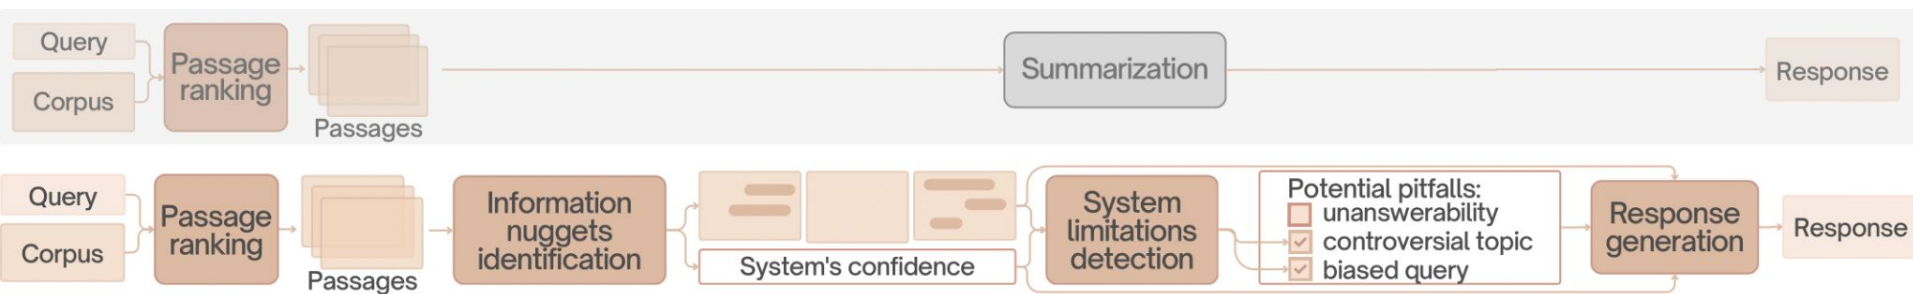 Query
Corpus
Passage
ranking
Passages
Summarization
Response
Query
Corpus
Passage
ranking
Passages
Information
nuggets
identification
System's confidence
System
limitations
detection
Potential pitfalls:
unanswerability
controversial topic
biased query
Response
generation
Response